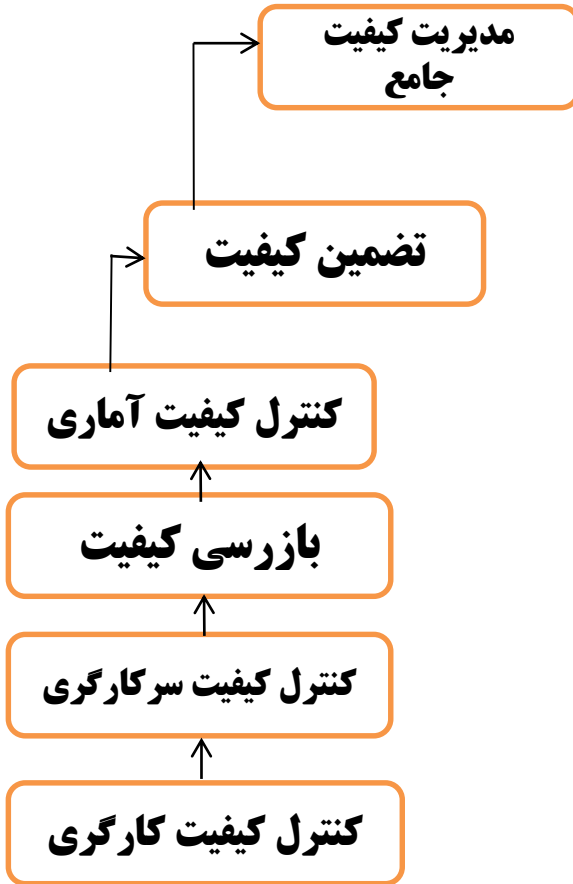 مدیریت کیفیت
جامع
تضمین کیفیت
کنترل کیفیت آماری
بازرسی کیفیت
کنترل کیفیت سرکارگری
کنترل کیفیت کارگری